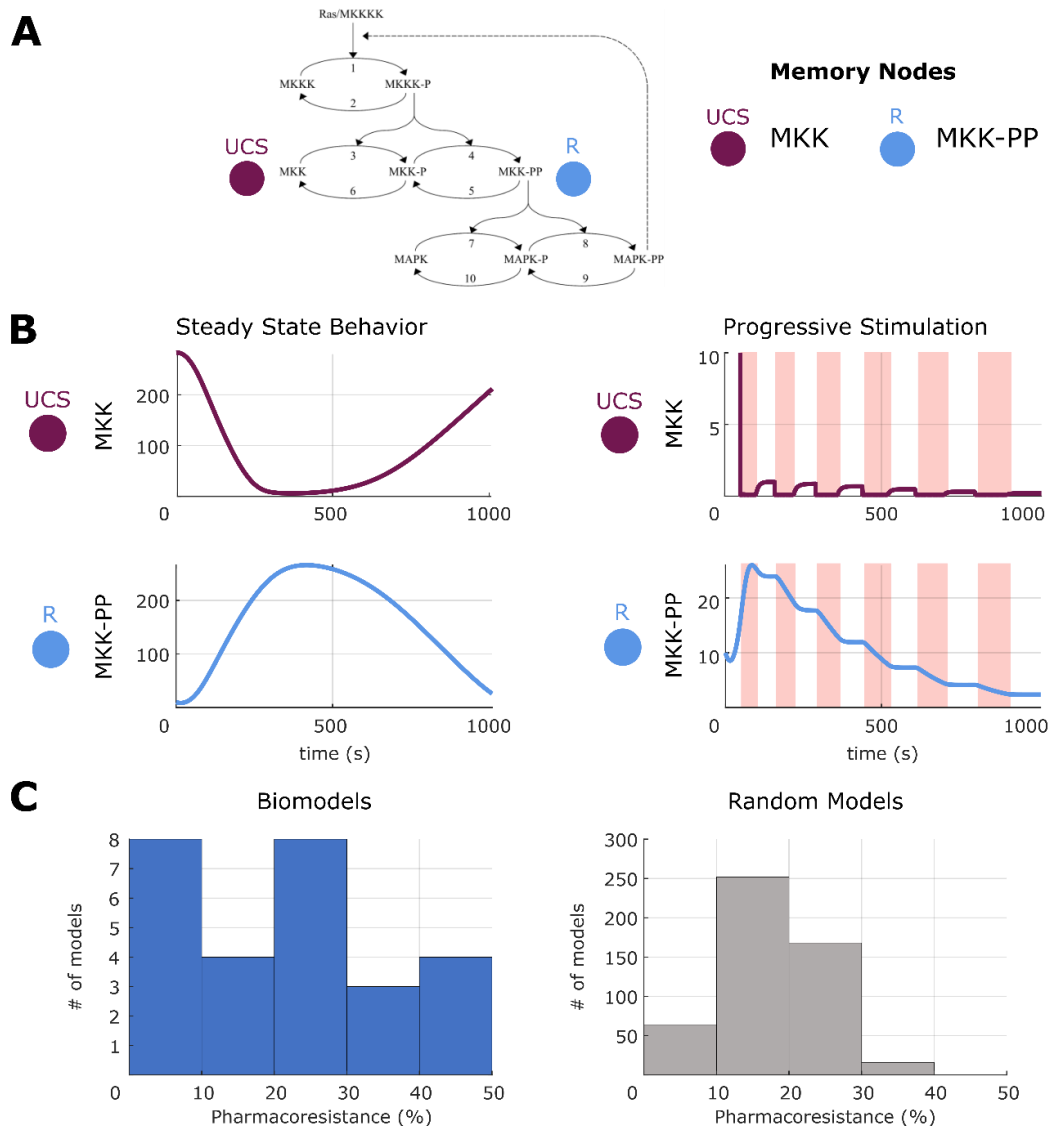 A
Ras/MKKKK
1
MKKK MKKK-P
2
UCS R
3 4
MKK MKK-P MKK-PP
6 5
7 8
MAPK MAPK-P MAPK-PP
10 9
Memory Nodes
UCS MKK R MKK-PP
B
Steady State Behavior
UCS
MKK
200
100
0 500 1000
R
MKK-PP
200
100
0 500 1000
time (s)
Progressive Stimulation
UCS
MKK
10
5
0 500 1000
R
MKK-PP
20
10
0 500 1000
time (s)
C
Biomodels
# of models
8
7
6
5
4
3
2
1
0 10 20 30 40 50
Pharmacoresistance (%)
Random Models
# of models
300
250
200
150
100
50
0 10 20 30 40 50
Pharmacoresistance (%)